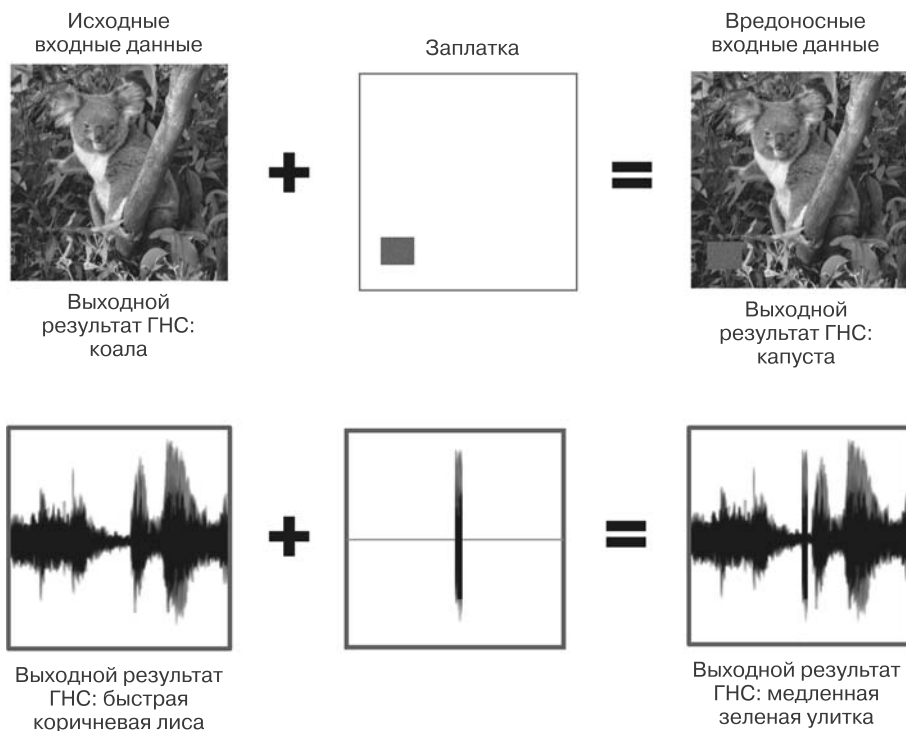 Исходные
входные данные
Заплатка
Вредоносные
входные данные
Выходной
результат ГНС:
коала
Выходной
результат ГНС:
капуста
Выходной результат
ГНС: быстрая
коричневая лиса
Выходной результат
ГНС: медленная
зеленая улитка